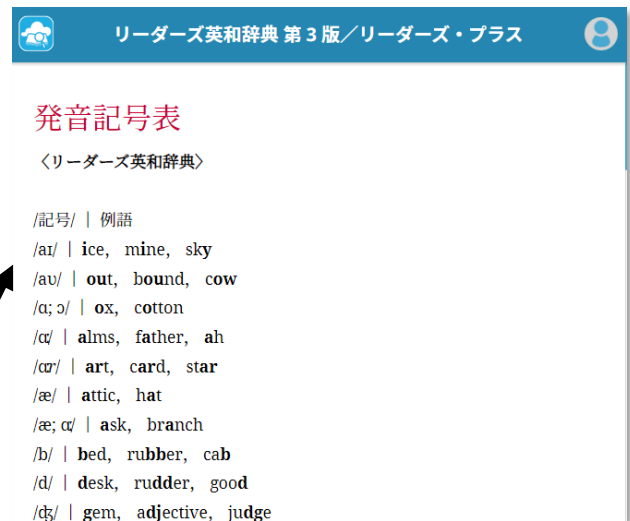 リーダーズ英和辞典 第3版／リーダーズ・プラス
発音記号表
〈リーダーズ英和辞典〉
/記号/ | 例語
/aɪ/ | ice, mine, sky
/aʊ/ | out, bound, cow
/ɑ; ɔ/ | ox, cotton
/ɑː/ | alms, father, ah
/ɑːr/ | art, card, star
/æ/ | attic, hat
/æ; ɑː/ | ask, branch
/b/ | bed, rubber, cab
/d/ | desk, rudder, good
/ʤ/ | gem, adjective, judge